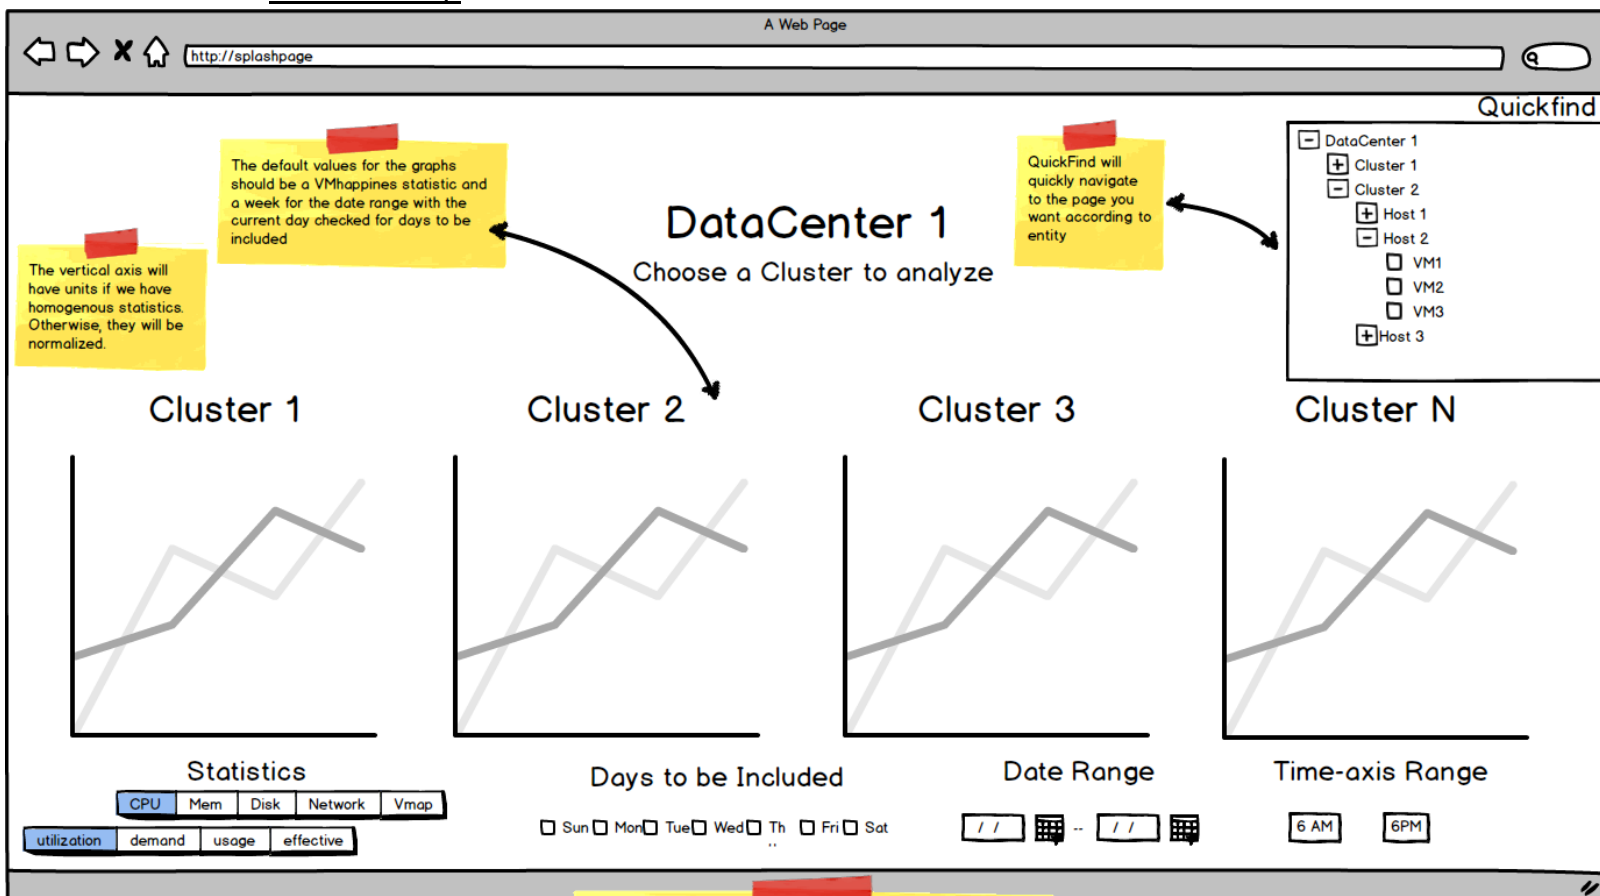 A Web Page
http://splashpage
Quickfind
DataCenter 1
Cluster 1
Cluster 2
Host 1
Host 2
VM1
VM2
VM3
Host 3
The default values for the graphs
should be a VMhappines statistic and
a week for the date range with the
current day checked for days to be
included
QuickFind will
quickly navigate
to the page you
want according to
entity
The vertical axis will
have units if we have
homogenous statistics.
Otherwise, they will be
normalized.
DataCenter 1
Choose a Cluster to analyze
Cluster 1
Cluster 2
Cluster 3
Cluster N
Statistics
CPU Mem Disk Network Vmap
utilization demand usage effective
Days to be Included
Sun Mon Tue Wed Th Fri Sat
Date Range
/ / -- / /
Time-axis Range
6 AM 6PM